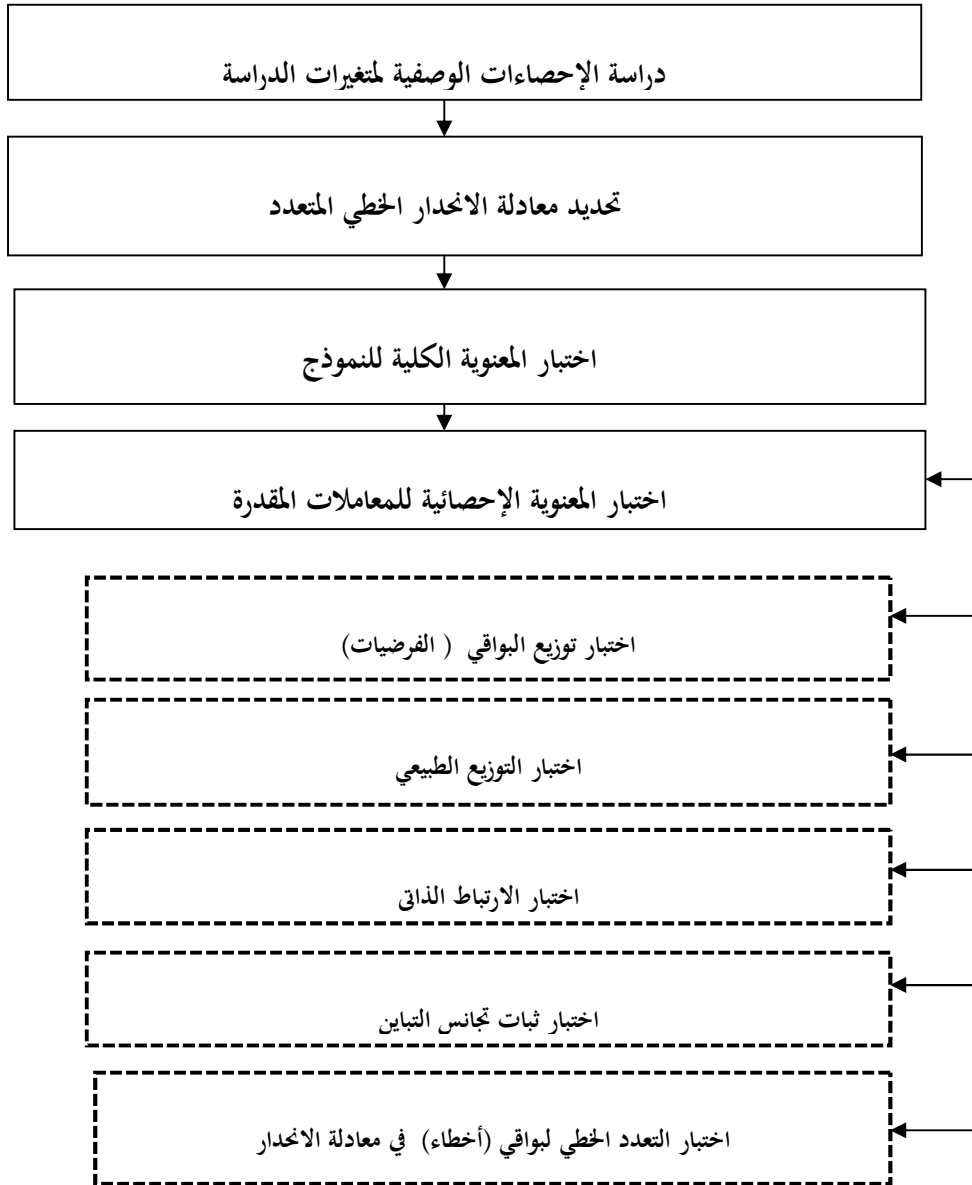 دراسة الإحصاءات الوصفية لمتغيرات الدراسة
تحديد معادلة الانحدار الخطي المتعدد
اختبار المعنوية الكلية للنموذج
اختبار المعنوية الإحصائية للمعاملات المقدرة
اختبار توزيع البواقي ( الفرضيات)
اختبار التوزيع الطبيعي
اختبار الارتباط الذاتى
اختبار ثبات تجانس التباين
اختبار التعدد الخطي لبواقي (أخطاء) في معادلة الانحدار